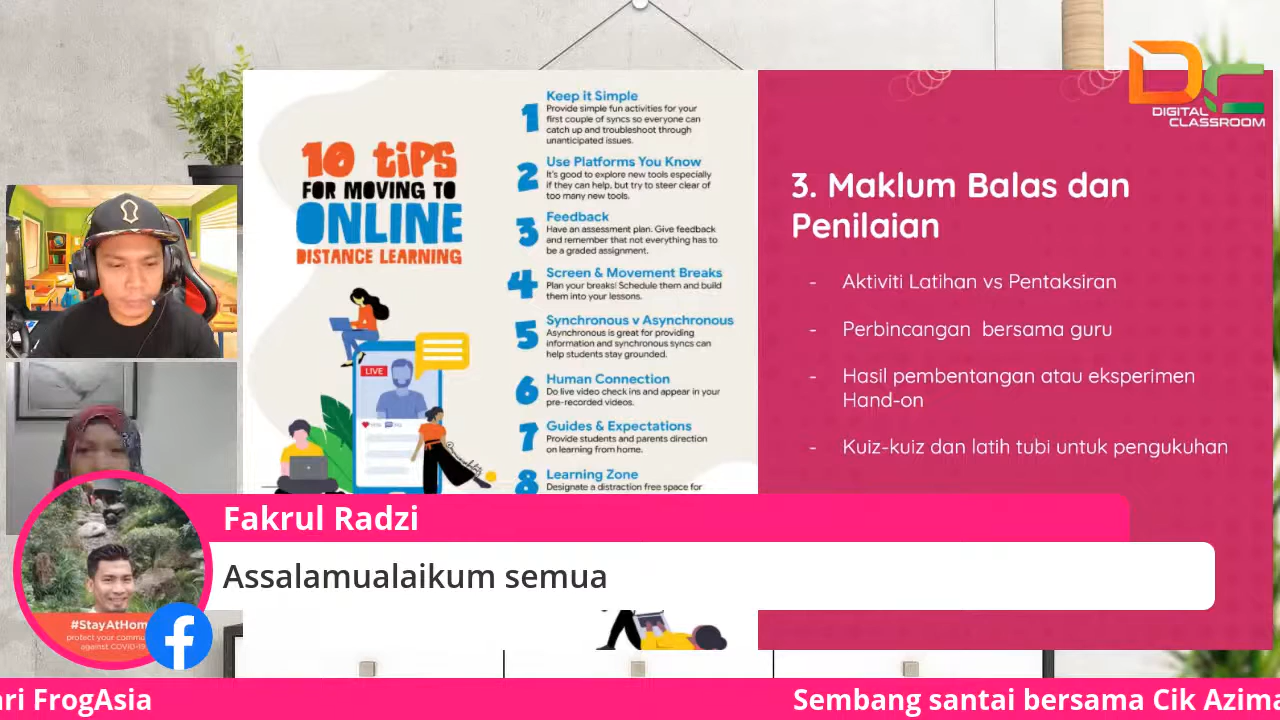 10 TIPS
FOR MOVING TO
ONLINE
DISTANCE LEARNING
LIVE
1
Keep it Simple
Provide simple fun activities for your
first couple of syncs so everyone can
catch up and troubleshoot through
unanticipated issues.
2
Use Platforms You Know
It's good to explore new tools especially
if they can help, but try to steer clear of
too many new tools.
3
Feedback
Have an assessment plan. Give feedback
and remember that not everything has to
be a graded assignment.
4
Screen & Movement Breaks
Plan your breaks! Schedule them and build
them into your lessons.
5
Synchronous v Asynchronous
Asynchronous is great for providing
information and synchronous syncs can
help students stay grounded.
6
Human Connection
Do live video check ins and appear in your
pre-recorded videos.
7
Guides & Expectations
Provide students and parents direction
on learning from home.
8
Learning Zone
Designate a distraction free space for
DC
DIGITAL
CLASSROOM
3. Maklum Balas dan
Penilaian
- Aktiviti Latihan vs Pentaksiran
- Perbincangan bersama guru
- Hasil pembentangan atau eksperimen
Hand-on
- Kuiz-kuiz dan latih tubi untuk pengukuhan
Fakrul Radzi
Assalamualaikum semua
#StayAtHom
protect your commu
against COVID-19
ri FrogAsia
Sembang santai bersama Cik Azima